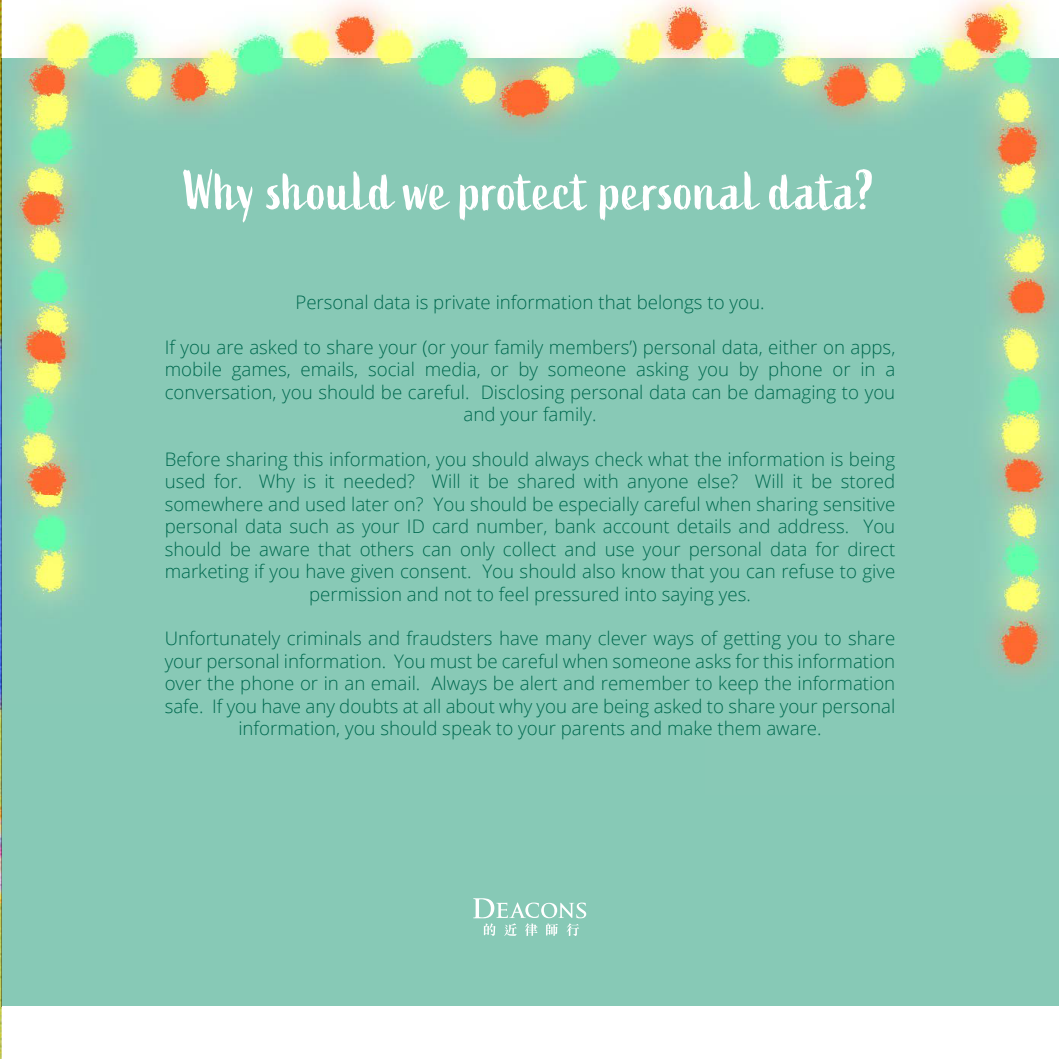 Why should we protect personal data?
Personal data is private information that belongs to you.
If you are asked to share your (or your family members’) personal data, either on apps,
mobile games, emails, social media, or by someone asking you by phone or in a
conversation, you should be careful.  Disclosing personal data can be damaging to you
and your family.
Before sharing this information, you should always check what the information is being
used for.  Why is it needed?  Will it be shared with anyone else?  Will it be stored
somewhere and used later on?  You should be especially careful when sharing sensitive
personal data such as your ID card number, bank account details and address.  You
should be aware that others can only collect and use your personal data for direct
marketing if you have given consent.  You should also know that you can refuse to give
permission and not to feel pressured into saying yes.
Unfortunately criminals and fraudsters have many clever ways of getting you to share
your personal information.  You must be careful when someone asks for this information
over the phone or in an email.  Always be alert and remember to keep the information
safe.  If you have any doubts at all about why you are being asked to share your personal
information, you should speak to your parents and make them aware.
DEACONS
的近律師行